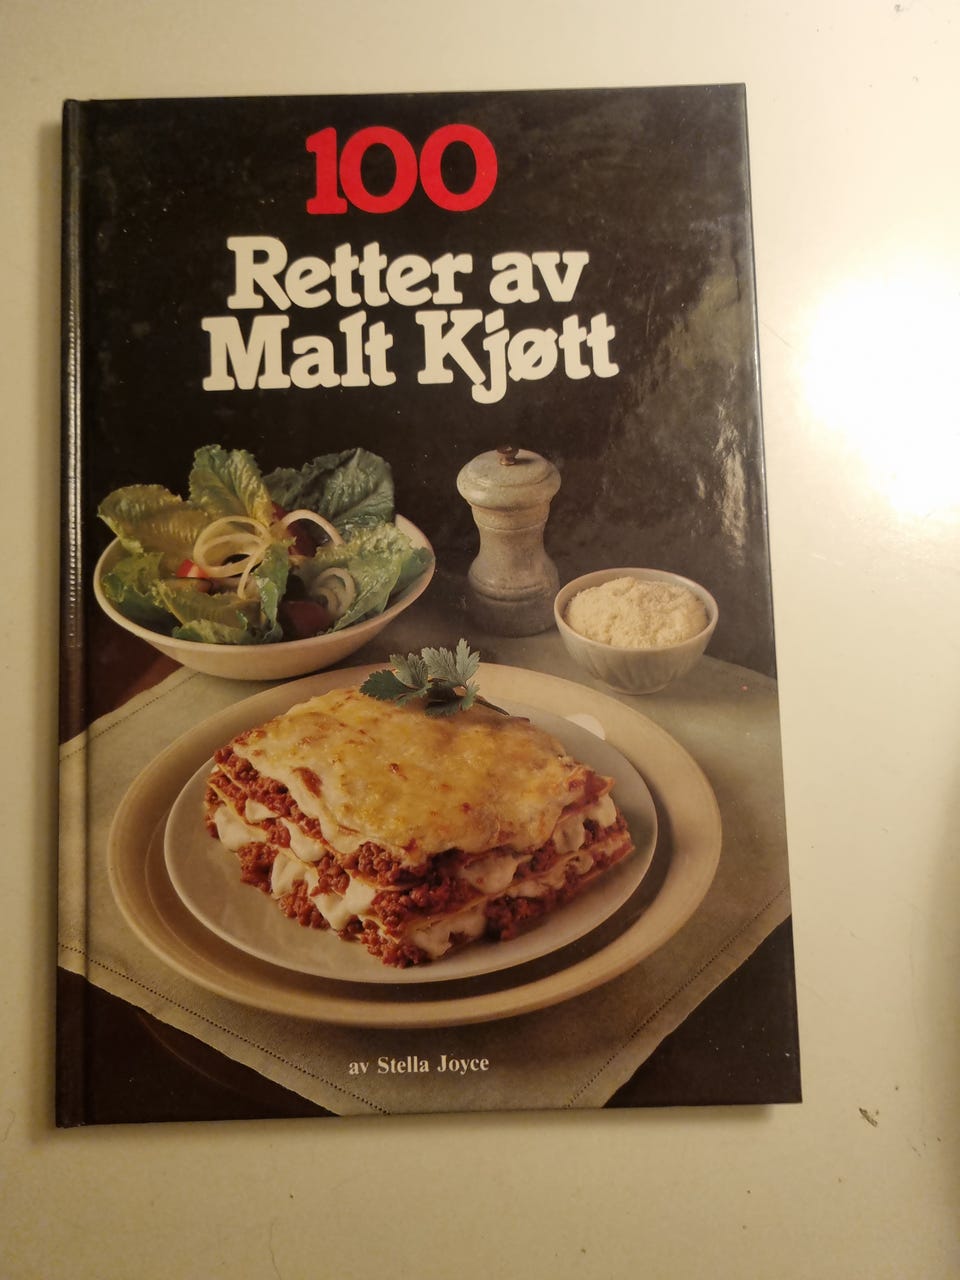 100
Retter av
Malt Kjøtt
av Stella Joyce